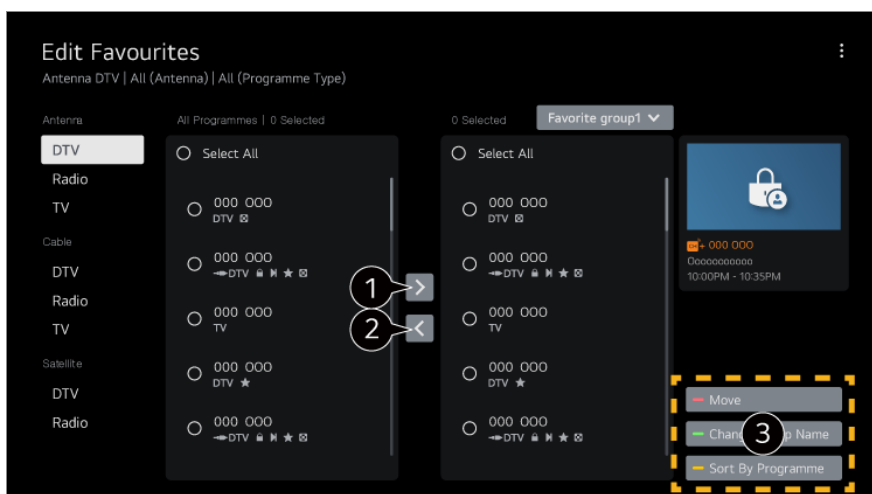 Edit Favourites
Antenna DTV | All (Antenna) | All (Programme Type)
Antenna
DTV
Radio
TV
Cable
DTV
Radio
TV
Satellite
DTV
Radio
All Programmes | 0 Selected
Select All
000 000
DTV
000 000
DTV
000 000
TV
000 000
DTV
000 000
DTV
1
2
0 Selected
Favorite group1
Select All
000 000
DTV
000 000
DTV
000 000
TV
000 000
DTV
000 000
DTV
000 000
Oooooooooo
10:00PM - 10:35PM
Move
3
Name
Sort By Programme